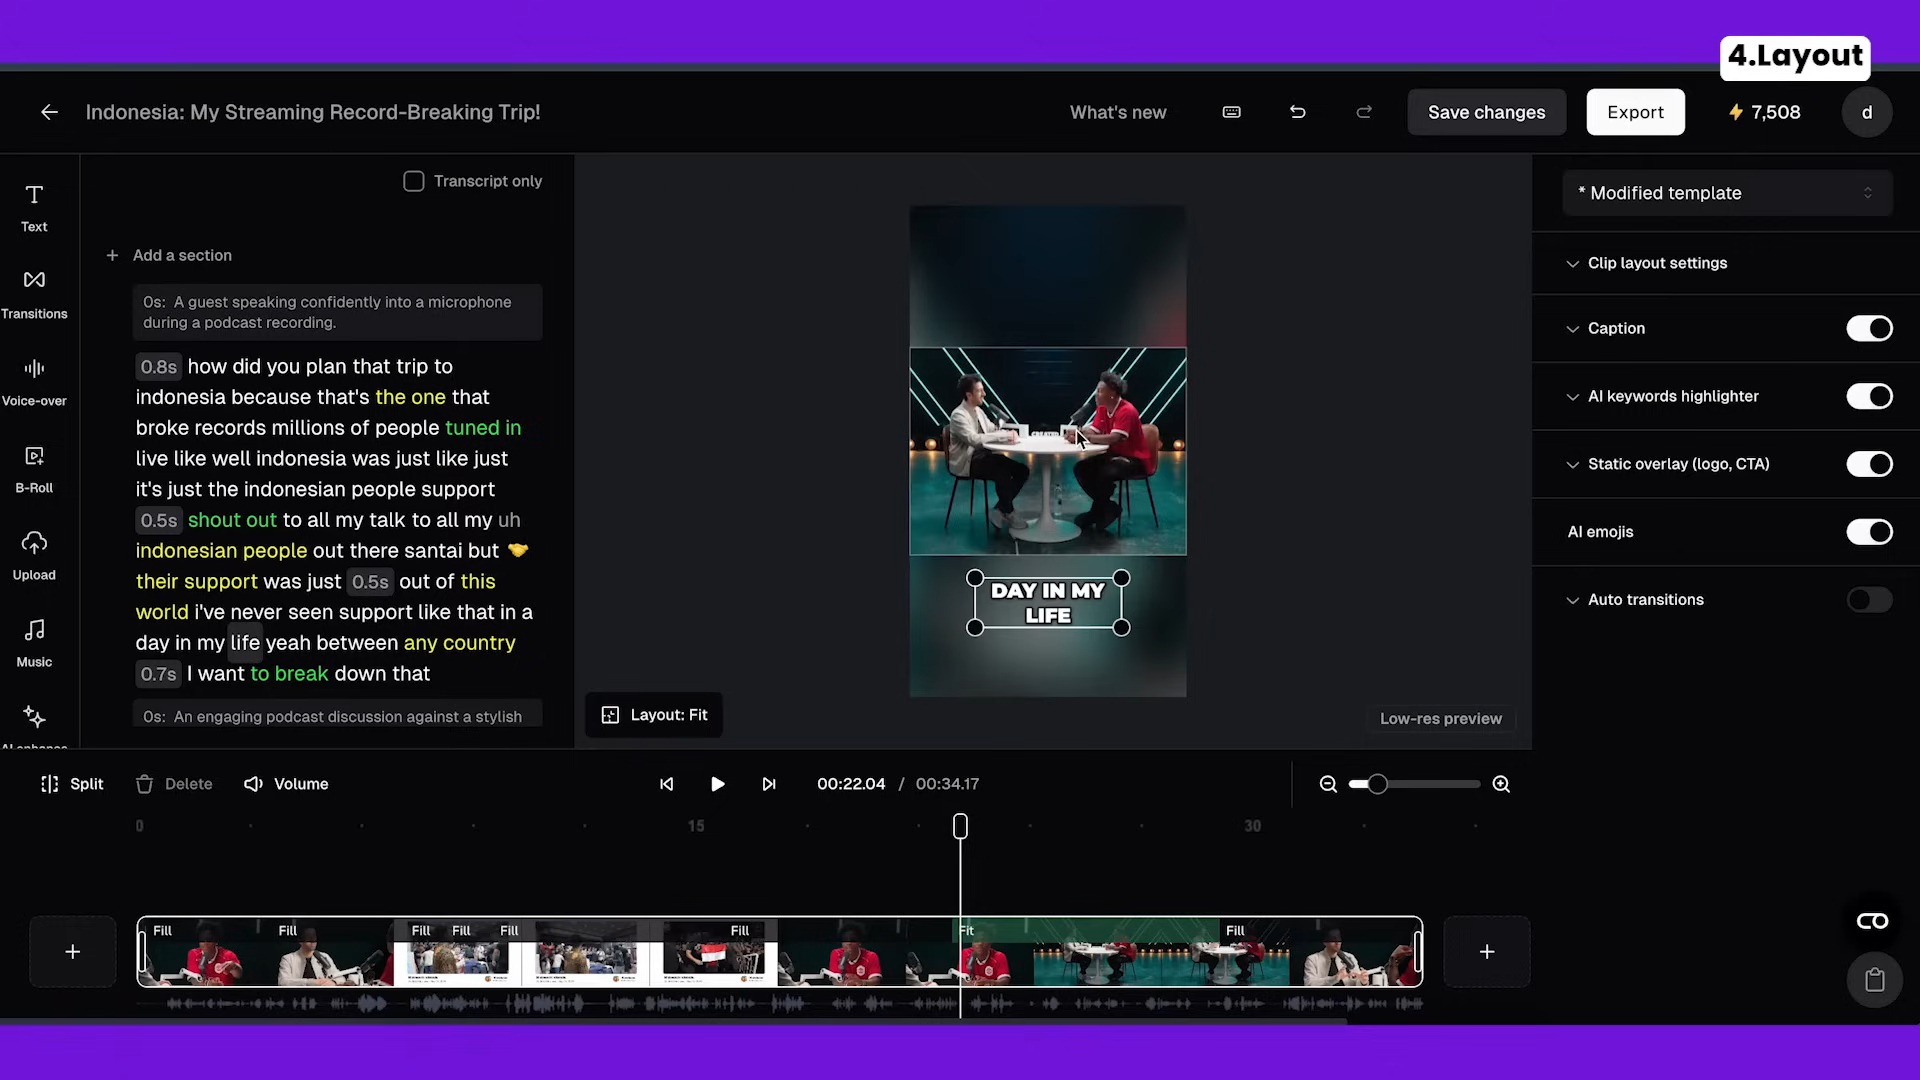 4.Layout
Indonesia: My Streaming Record-Breaking Trip!
What's new
Save changes
Export
7,508
d
Text
Transitions
Voice-over
B-Roll
Upload
Music
AI enhance
Transcript only
+ Add a section
0s: A guest speaking confidently into a microphone
during a podcast recording.
0.8s how did you plan that trip to
indonesia because that's the one that
broke records millions of people tuned in
live like well indonesia was just like just
it's just the indonesian people support
0.5s shout out to all my talk to all my uh
indonesian people out there santai but 🤝
their support was just 0.5s out of this
world i've never seen support like that in a
day in my life yeah between any country
0.7s I want to break down that
0s: An engaging podcast discussion against a stylish
DAY IN MY
LIFE
Layout: Fit
Low-res preview
* Modified template
Clip layout settings
Caption
AI keywords highlighter
Static overlay (logo, CTA)
AI emojis
Auto transitions
Split
Delete
Volume
00:22.04 / 00:34.17
0
15
30
+
Fill
Fill
Fill
Fill
Fill
Fill
Fit
Fill
+